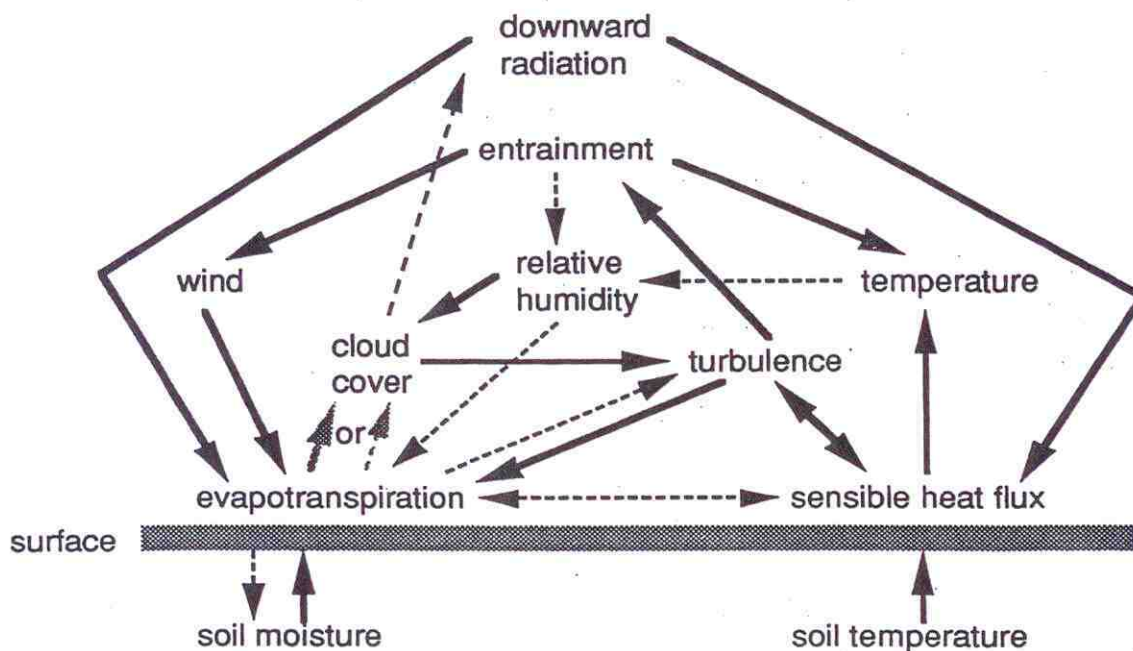 downward
radiation
entrainment
wind
relative
humidity
temperature
cloud
cover
turbulence
or
evapotranspiration
sensible heat flux
surface
soil moisture
soil temperature